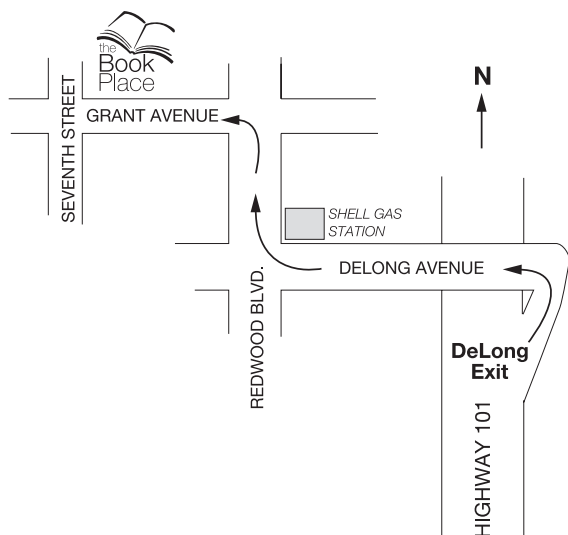 the
Book
Place
N
GRANT AVENUE
SEVENTH STREET
SHELL GAS
STATION
DELONG AVENUE
REDWOOD BLVD.
DeLong
Exit
HIGHWAY 101